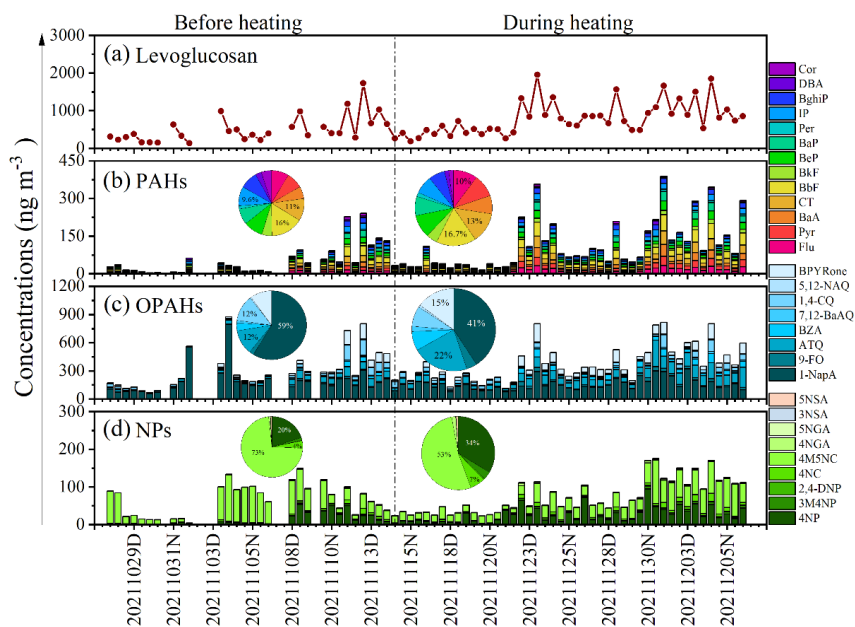 Before heating
During heating
Concentrations (ng m⁻³)
3000
2000
1000
0
(a) Levoglucosan
450
300
150
0
(b) PAHs
9.6%
11%
16%
10%
13%
16.7%
1200
900
600
300
0
(c) OPAHs
12%
59%
12%
15%
41%
22%
300
200
100
0
(d) NPs
20%
4%
73%
34%
7%
53%
20211029D
20211031N
20211103D
20211105N
20211108D
20211110N
20211113D
20211115N
20211118D
20211120N
20211123D
20211125N
20211128D
20211130N
20211203D
20211205N
Cor
DBA
BghiP
IP
Per
BaP
BeP
BkF
BbF
CT
BaA
Pyr
Flu
BPYRone
5,12-NAQ
1,4-CQ
7,12-BaAQ
BZA
ATQ
9-FO
1-NapA
5NSA
3NSA
5NGA
4NGA
4M5NC
4NC
2,4-DNP
3M4NP
4NP